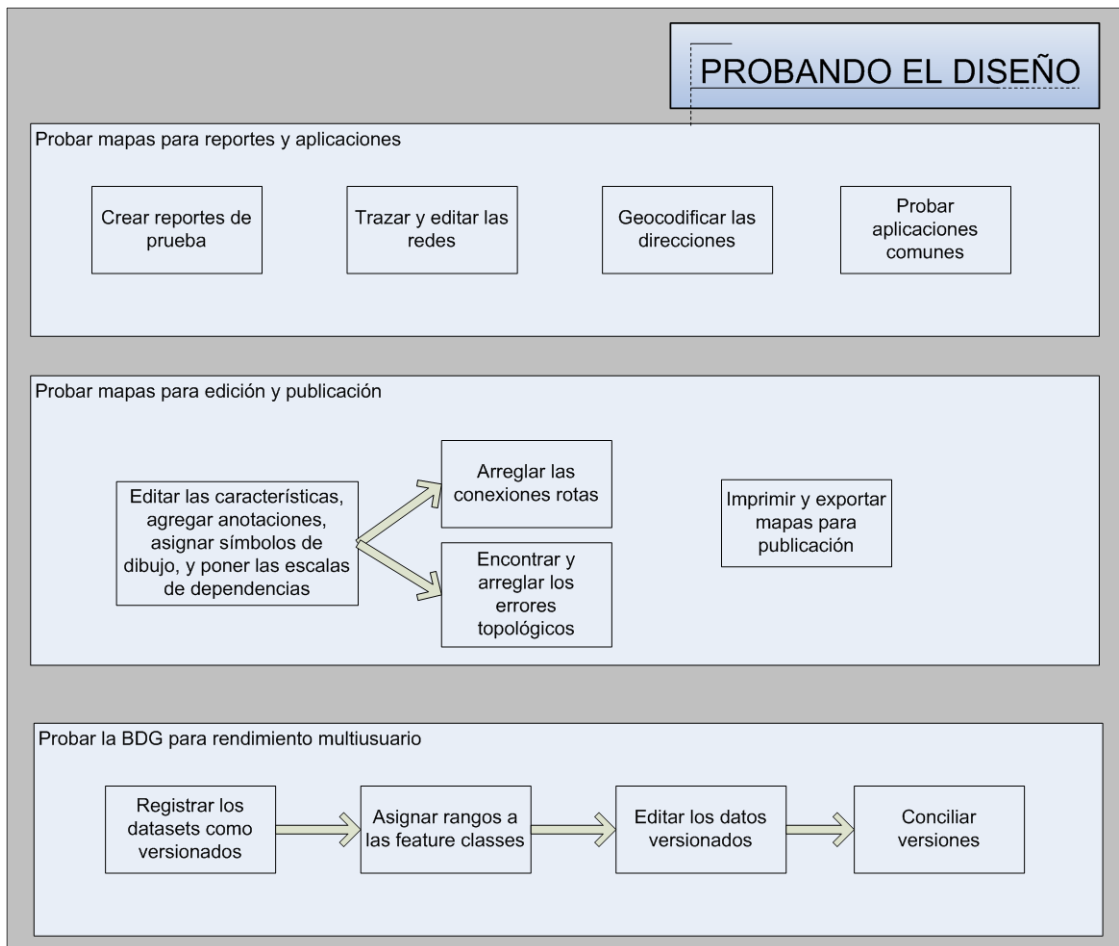 PROBANDO EL DISEÑO
Probar mapas para reportes y aplicaciones
Crear reportes de
prueba
Trazar y editar las
redes
Geocodificar las
direcciones
Probar
aplicaciones
comunes
Probar mapas para edición y publicación
Editar las características,
agregar anotaciones,
asignar símbolos de
dibujo, y poner las escalas
de dependencias
Arreglar las
conexiones rotas
Encontrar y
arreglar los
errores
topológicos
Imprimir y exportar
mapas para
publicación
Probar la BDG para rendimiento multiusuario
Registrar los
datasets como
versionados
Asignar rangos a
las feature classes
Editar los datos
versionados
Conciliar
versiones